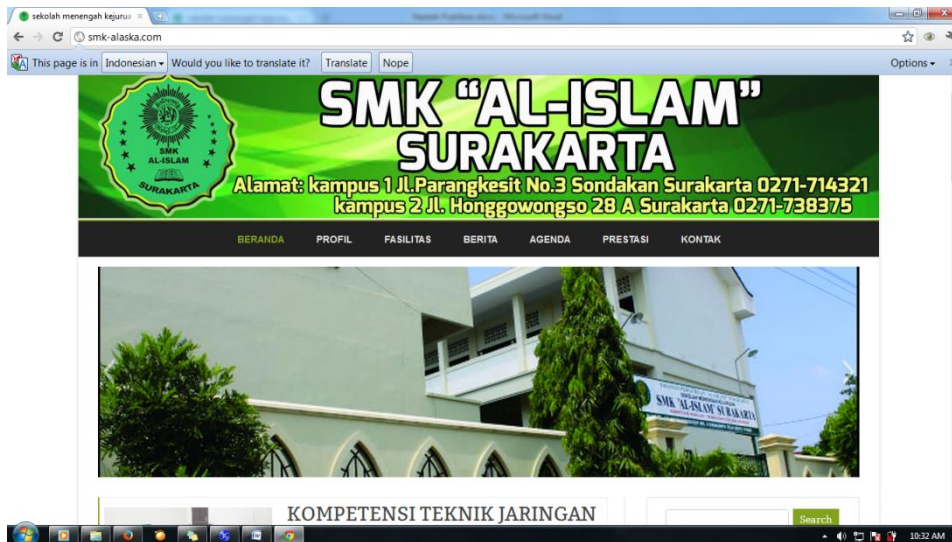 sekolah menengah kejurua
smk-alaska.com
This page is in Indonesian Would you like to translate it? Translate Nope Options
SMK "AL-ISLAM"
SURAKARTA
Alamat: kampus 1 Jl.Parangkesit No.3 Sondakan Surakarta 0271-714321
kampus 2 Jl. Honggowongso 28 A Surakarta 0271-738375
SMK
AL-ISLAM
SURAKARTA
BERANDA PROFIL FASILITAS BERITA AGENDA PRESTASI KONTAK
SMK "AL-ISLAM" SURAKARTA
KOMPETENSI TEKNIK JARINGAN
Search
10:32 AM